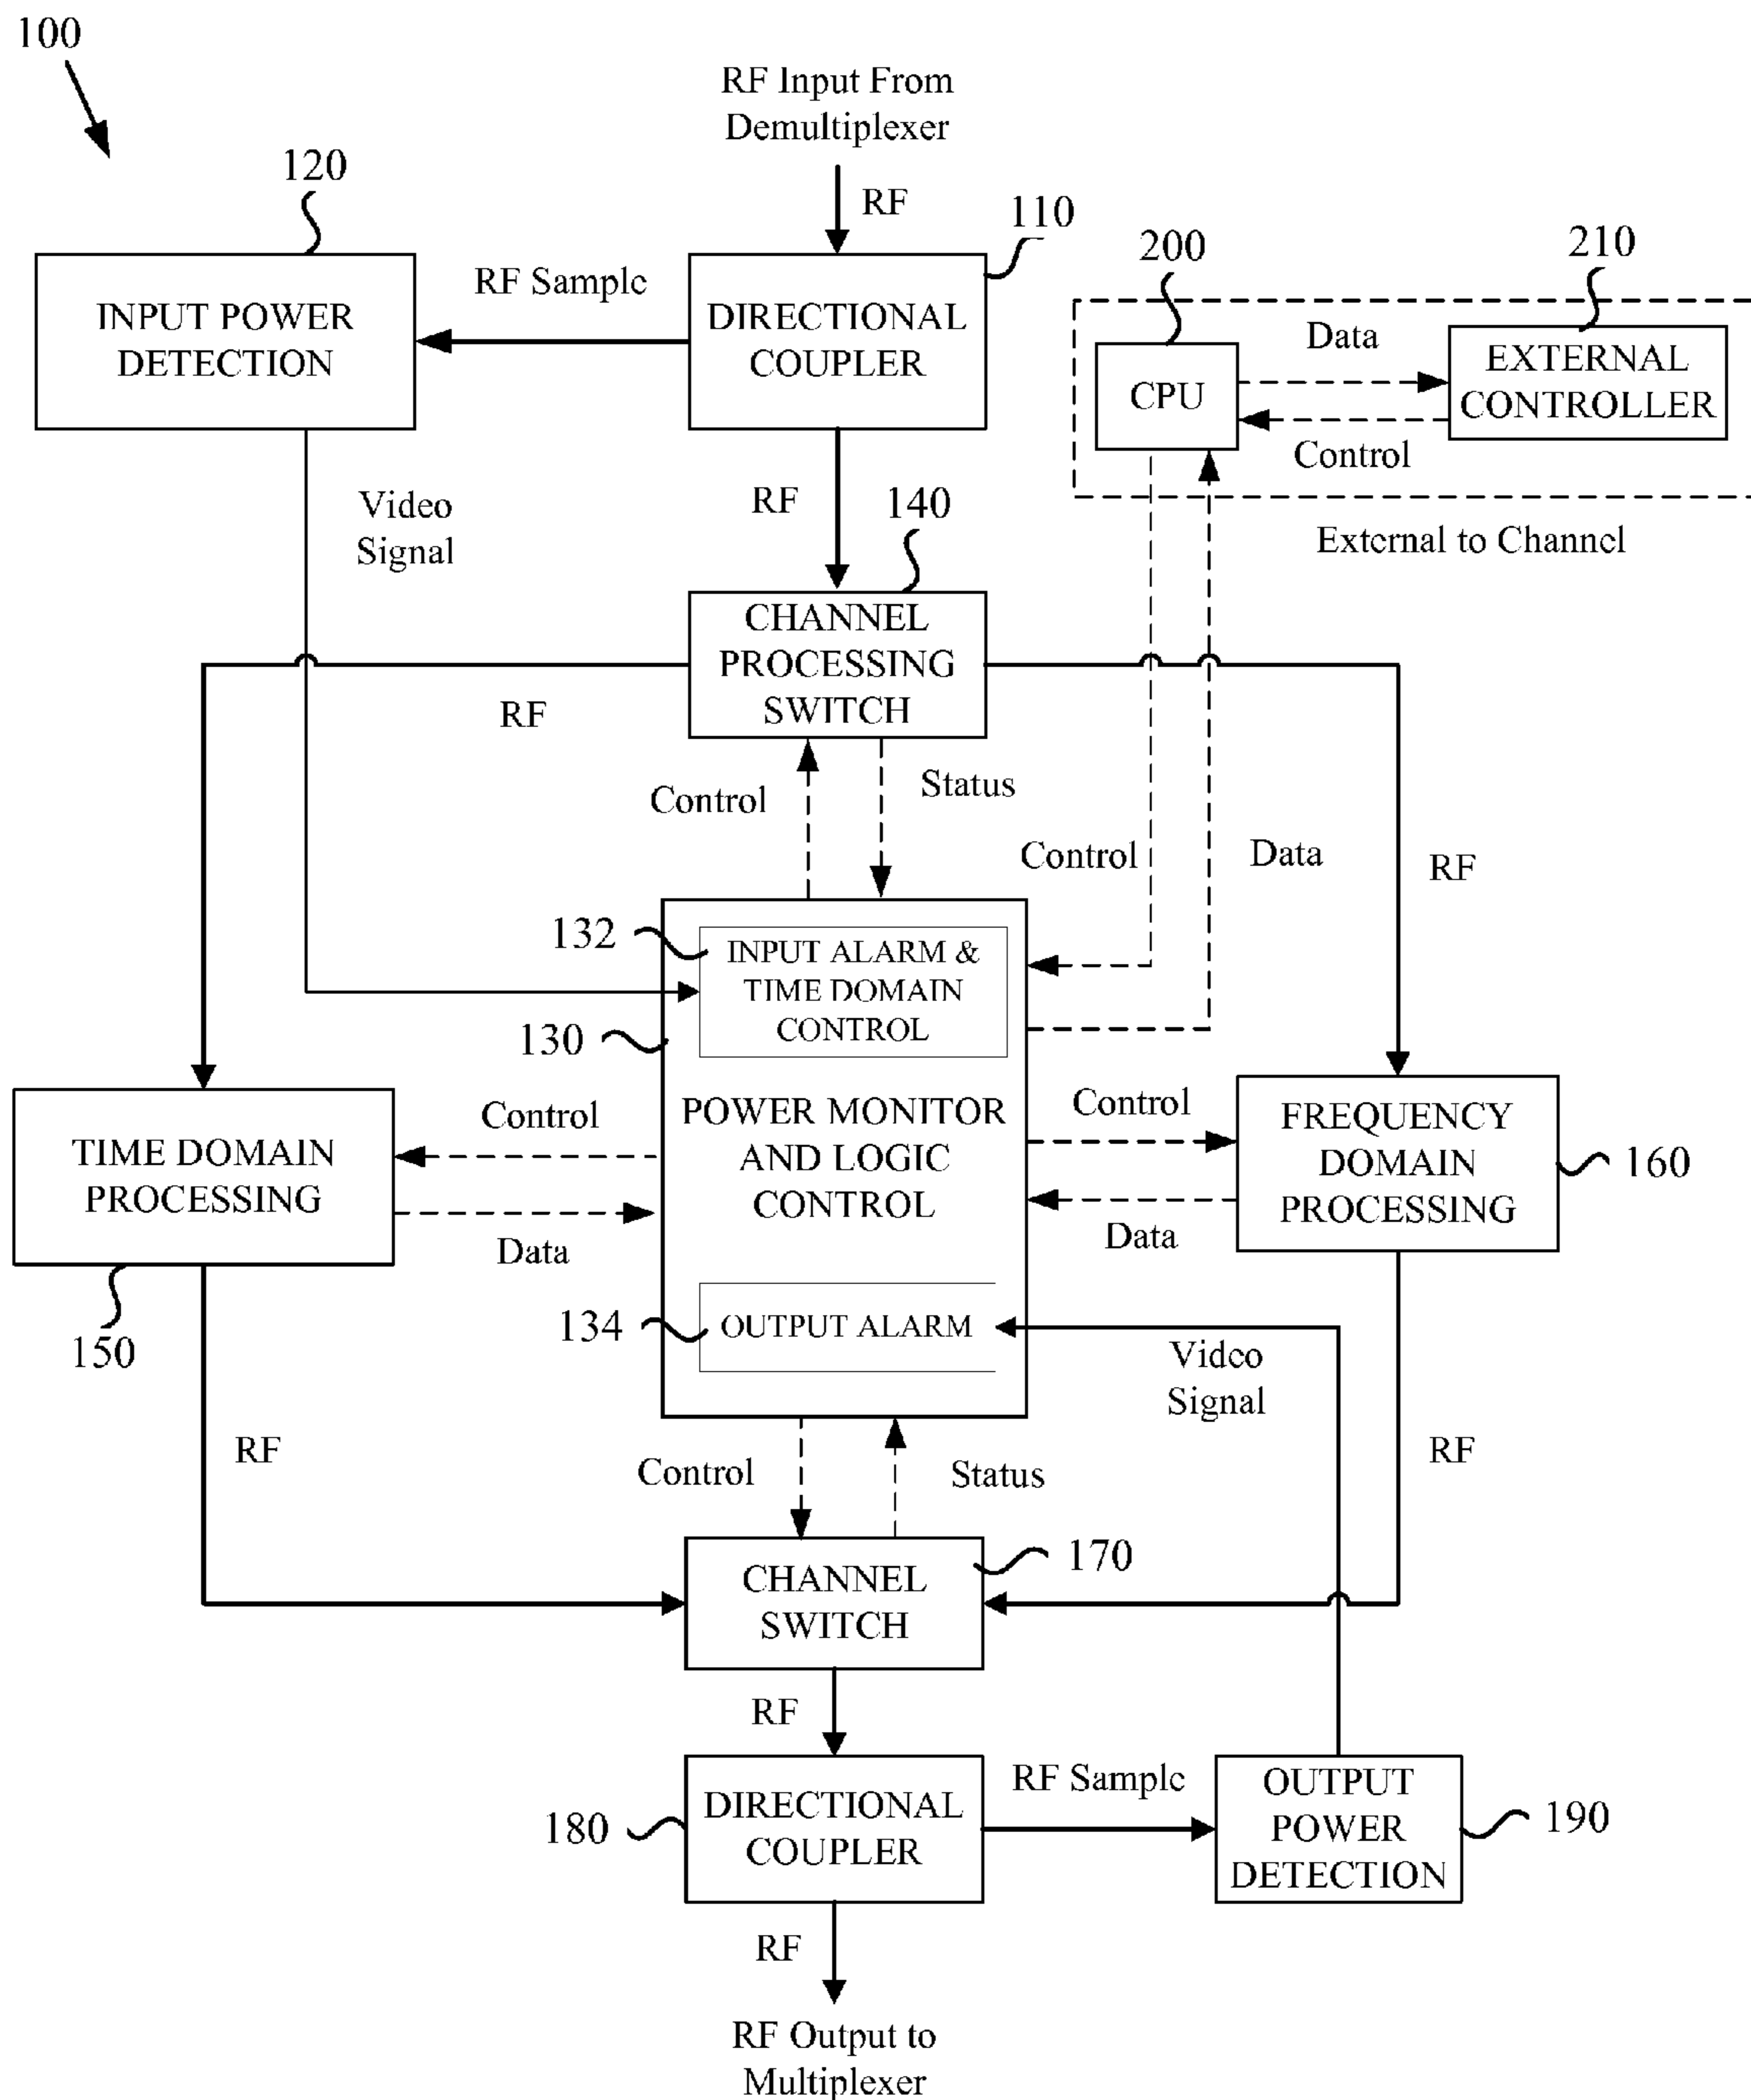 100
RF Input From
Demultiplexer
120
RF
110
200
210
INPUT POWER
DETECTION
RF Sample
DIRECTIONAL
COUPLER
CPU
Data
EXTERNAL
CONTROLLER
Control
Video
Signal
RF
140
External to Channel
CHANNEL
PROCESSING
SWITCH
RF
Control
Status
Control
Data
RF
132
INPUT ALARM &
TIME DOMAIN
CONTROL
130
POWER MONITOR
AND LOGIC
CONTROL
TIME DOMAIN
PROCESSING
Control
Data
150
Control
Data
FREQUENCY
DOMAIN
PROCESSING
160
134
OUTPUT ALARM
Video
Signal
RF
Control
Status
RF
CHANNEL
SWITCH
170
RF
180
DIRECTIONAL
COUPLER
RF Sample
OUTPUT
POWER
DETECTION
190
RF
RF Output to
Multiplexer